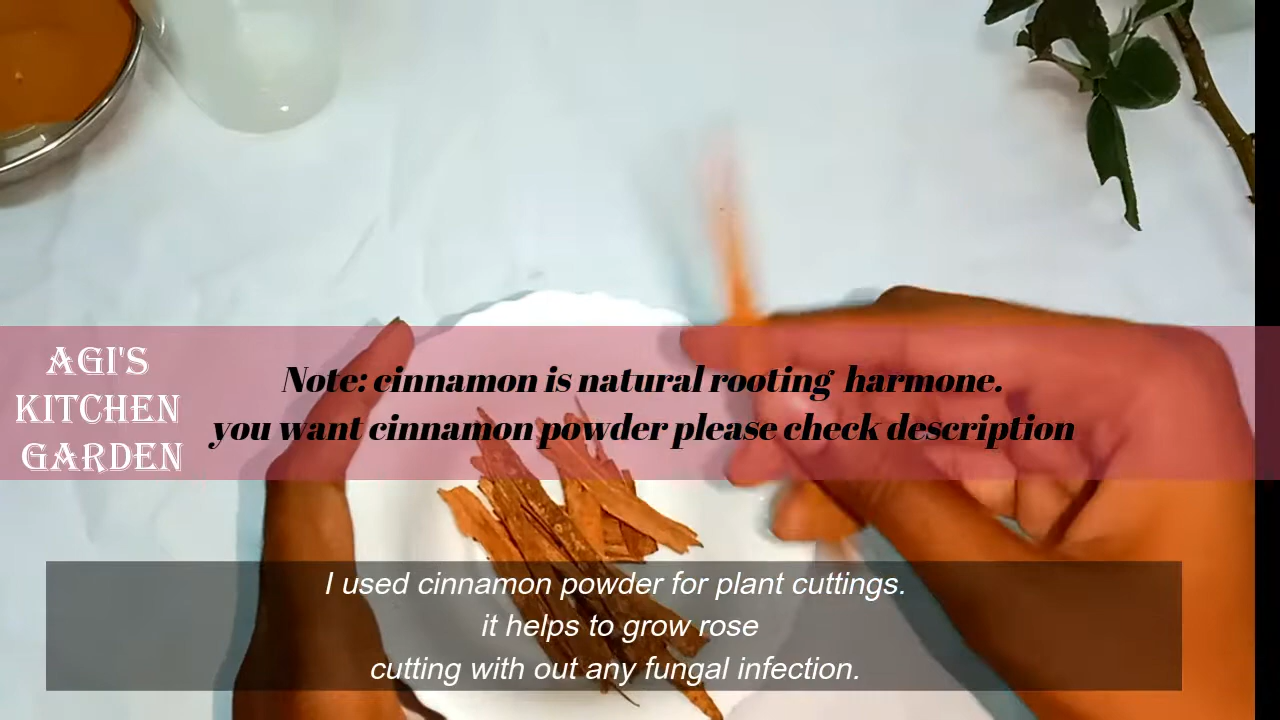 AGI'S
KITCHEN
GARDEN
Note: cinnamon is natural rooting harmone.
you want cinnamon powder please check description
I used cinnamon powder for plant cuttings.
it helps to grow rose
cutting with out any fungal infection.